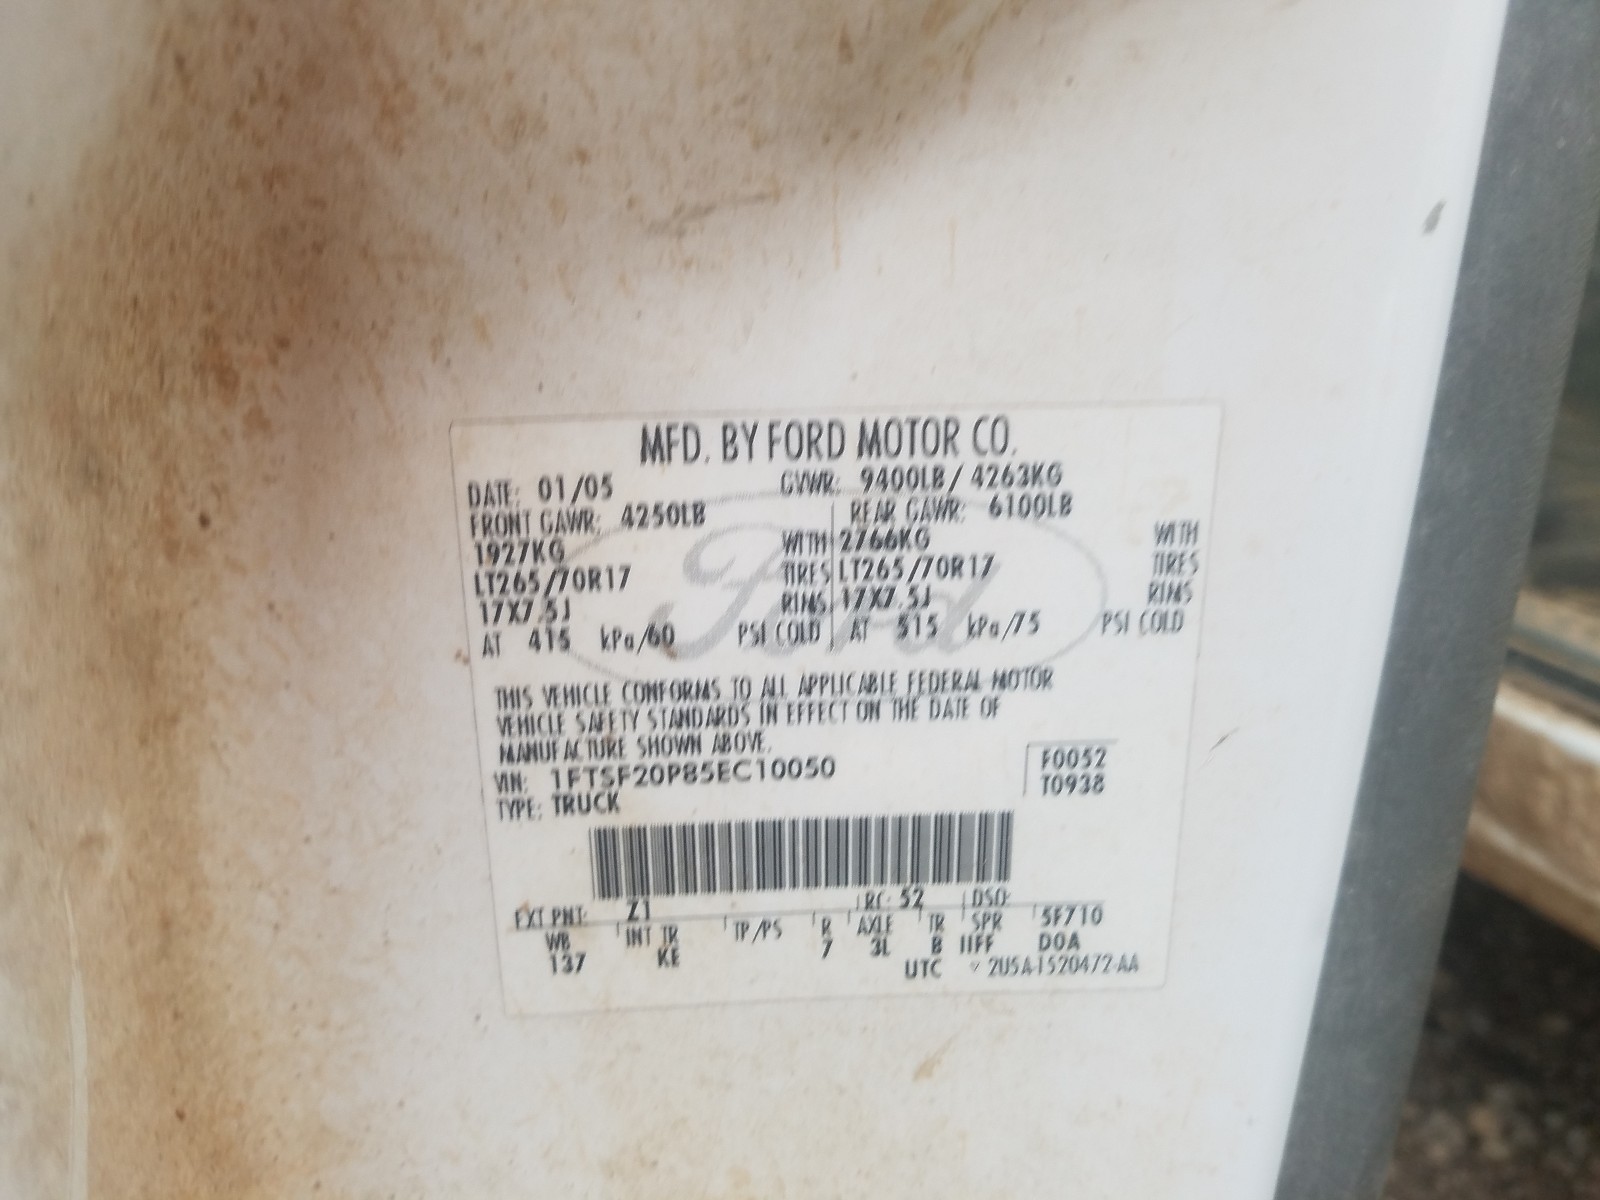 MFD. BY FORD MOTOR CO.
DATE: 01/05 GVWR: 9400LB / 4263KG
FRONT GAWR: 4250LB REAR GAWR: 6100LB
1927KG WITH 2766KG WITH
LT265/70R17 TIRES LT265/70R17 TIRES
17X7.5J RIMS 17X7.5J RIMS
AT 415 kPa/60 PSI COLD AT 515 kPa/75 PSI COLD
Ford
THIS VEHICLE CONFORMS TO ALL APPLICABLE FEDERAL MOTOR
VEHICLE SAFETY STANDARDS IN EFFECT ON THE DATE OF
MANUFACTURE SHOWN ABOVE.
VIN: 1FTSF20P85EC10050 F0052
TYPE: TRUCK T0938
EXT PNT: Z1 RC: 52 DSO:
WB INT TR TP/PS R AXLE TR SPR 5F710
137 KE 7 3L B IIFF DOA
UTC 2U5A-1520472-AA